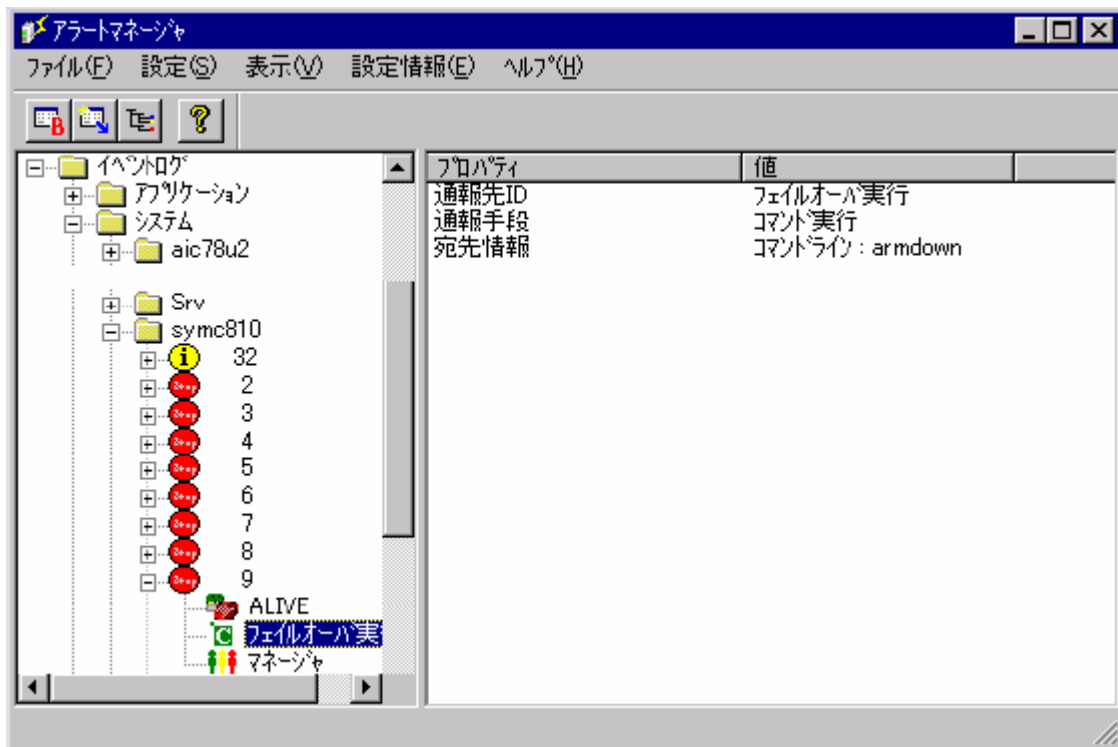 アラートマネージャ
ファイル(F) 設定(S) 表示(V) 設定情報(E) ヘルプ(H)
イベントログ
アプリケーション
システム
aic78u2
Srv
symc810
32
2
3
4
5
6
7
8
9
ALIVE
フェイルオーバ実
マネージャ
プロパティ 値
通報先ID フェイルオーバ実行
通報手段 コマンド実行
宛先情報 コマンドライン : armdown